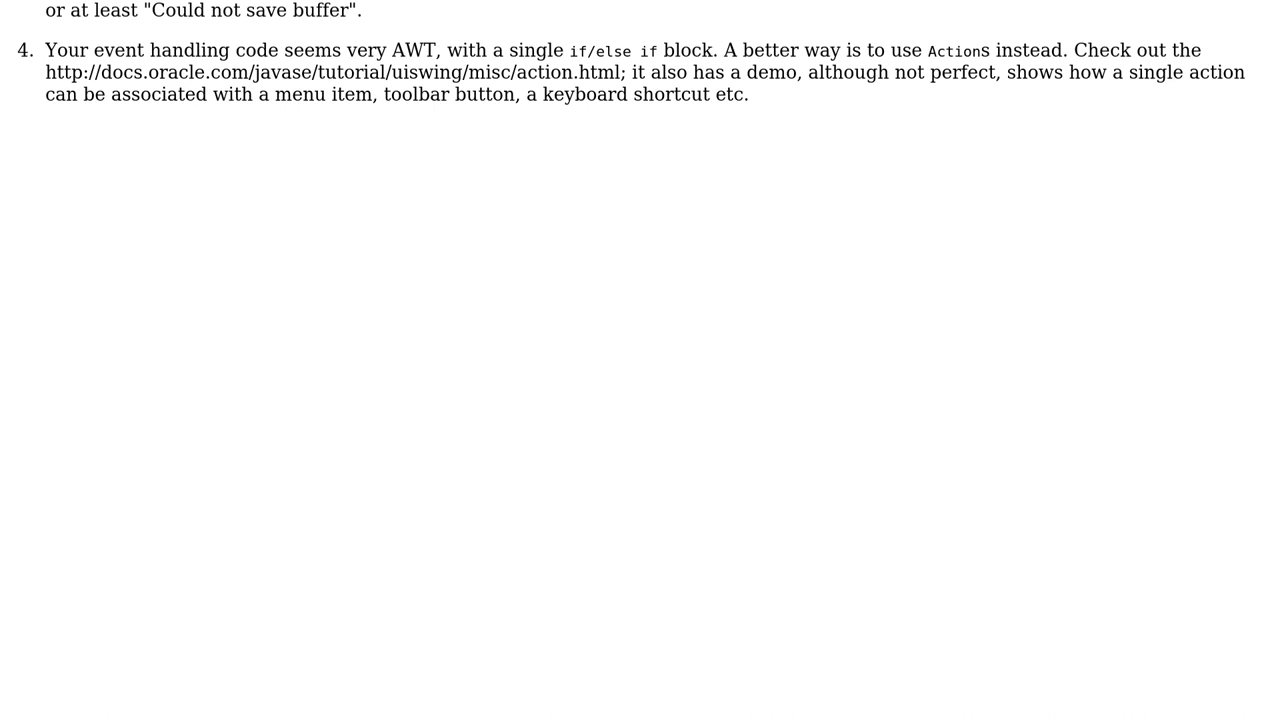 or at least "Could not save buffer".
4. Your event handling code seems very AWT, with a single if/else if block. A better way is to use Actions instead. Check out the
http://docs.oracle.com/javase/tutorial/uiswing/misc/action.html; it also has a demo, although not perfect, shows how a single action
can be associated with a menu item, toolbar button, a keyboard shortcut etc.